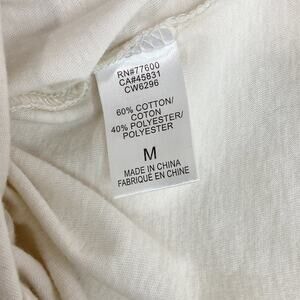 RN#77600
CA#45831
CW6296
60% COTTON/
COTON
40% POLYESTER/
POLYESTER
M
MADE IN CHINA
FABRIQUE EN CHINE